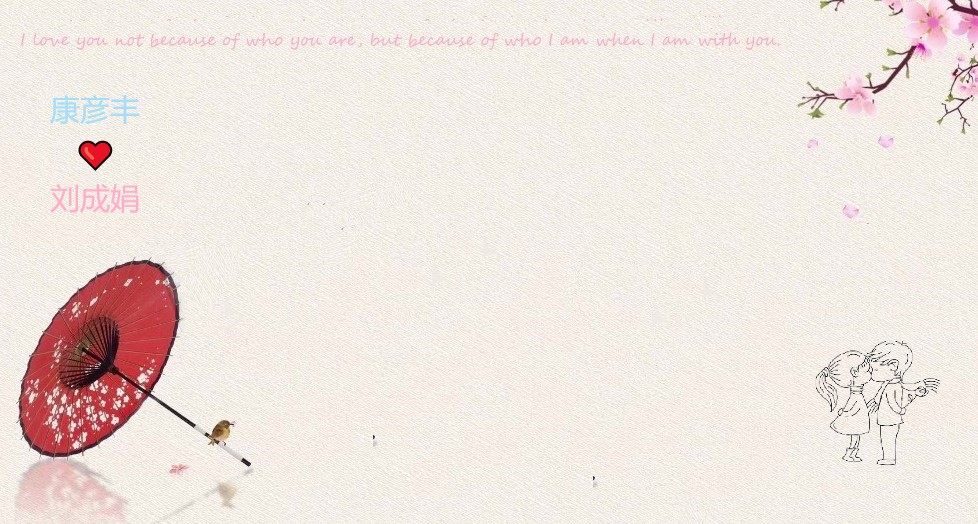 I love you not because of who you are, but because of who I am when I am with you.
康彦丰
刘成娟